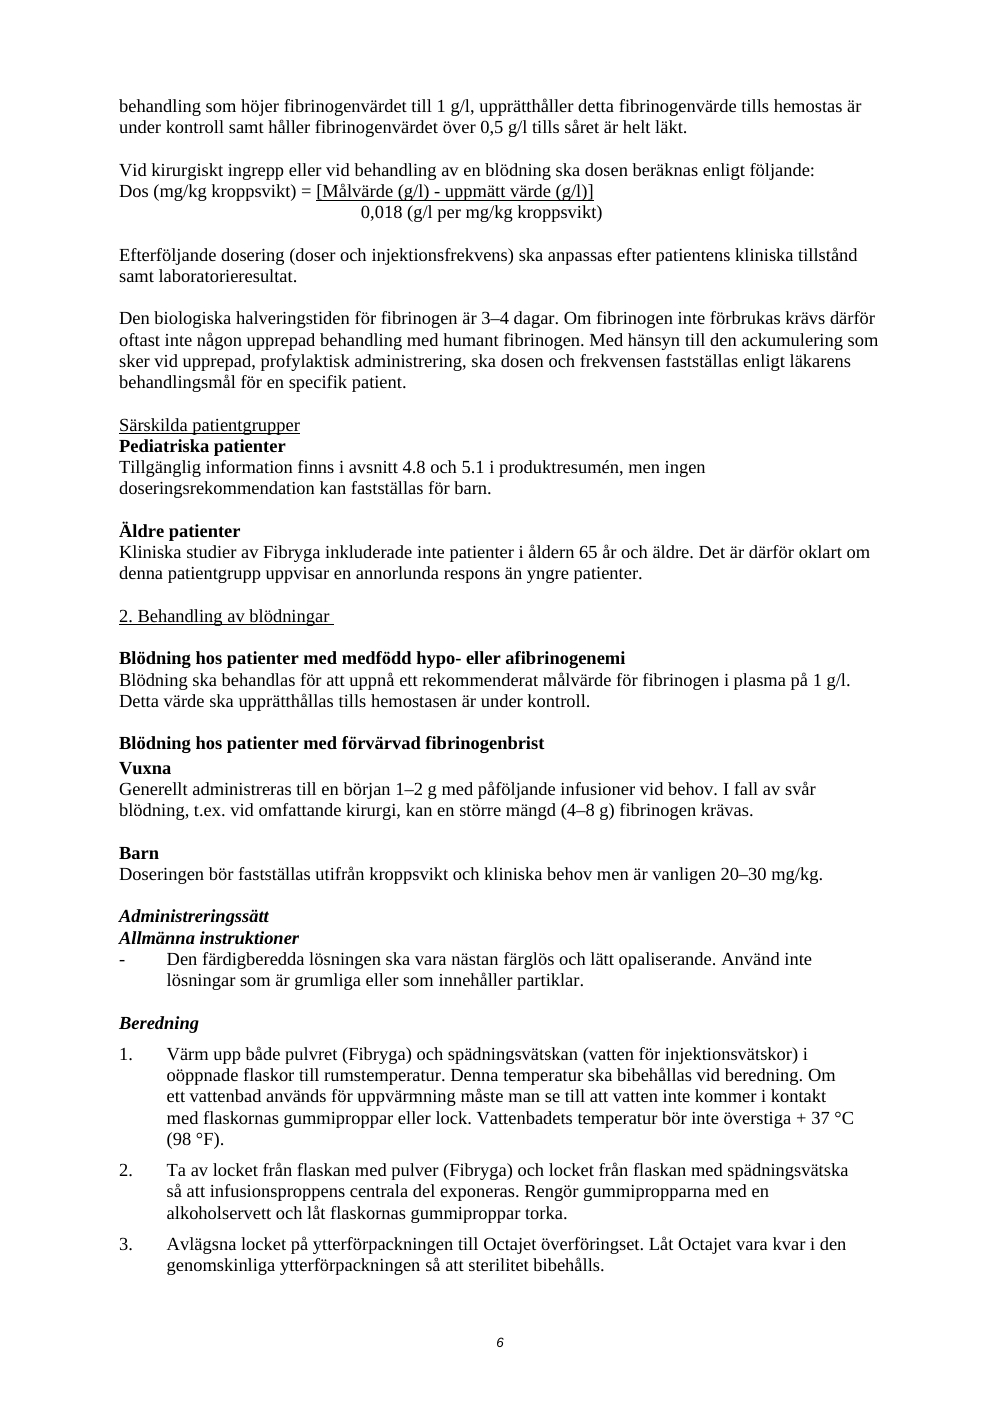 behandling som höjer fibrinogenvärdet till 1 g/l, upprätthåller detta fibrinogenvärde tills hemostas är
under kontroll samt håller fibrinogenvärdet över 0,5 g/l tills såret är helt läkt.
Vid kirurgiskt ingrepp eller vid behandling av en blödning ska dosen beräknas enligt följande:
Dos (mg/kg kroppsvikt) = [Målvärde (g/l) - uppmätt värde (g/l)]
0,018 (g/l per mg/kg kroppsvikt)
Efterföljande dosering (doser och injektionsfrekvens) ska anpassas efter patientens kliniska tillstånd
samt laboratorieresultat.
Den biologiska halveringstiden för fibrinogen är 3–4 dagar. Om fibrinogen inte förbrukas krävs därför
oftast inte någon upprepad behandling med humant fibrinogen. Med hänsyn till den ackumulering som
sker vid upprepad, profylaktisk administrering, ska dosen och frekvensen fastställas enligt läkarens
behandlingsmål för en specifik patient.
Särskilda patientgrupper
Pediatriska patienter
Tillgänglig information finns i avsnitt 4.8 och 5.1 i produktresumén, men ingen
doseringsrekommendation kan fastställas för barn.
Äldre patienter
Kliniska studier av Fibryga inkluderade inte patienter i åldern 65 år och äldre. Det är därför oklart om
denna patientgrupp uppvisar en annorlunda respons än yngre patienter.
2. Behandling av blödningar
Blödning hos patienter med medfödd hypo- eller afibrinogenemi
Blödning ska behandlas för att uppnå ett rekommenderat målvärde för fibrinogen i plasma på 1 g/l.
Detta värde ska upprätthållas tills hemostasen är under kontroll.
Blödning hos patienter med förvärvad fibrinogenbrist
Vuxna
Generellt administreras till en början 1–2 g med påföljande infusioner vid behov. I fall av svår
blödning, t.ex. vid omfattande kirurgi, kan en större mängd (4–8 g) fibrinogen krävas.
Barn
Doseringen bör fastställas utifrån kroppsvikt och kliniska behov men är vanligen 20–30 mg/kg.
Administreringssätt
Allmänna instruktioner
- Den färdigberedda lösningen ska vara nästan färglös och lätt opaliserande. Använd inte
lösningar som är grumliga eller som innehåller partiklar.
Beredning
1. Värm upp både pulvret (Fibryga) och spädningsvätskan (vatten för injektionsvätskor) i
oöppnade flaskor till rumstemperatur. Denna temperatur ska bibehållas vid beredning. Om
ett vattenbad används för uppvärmning måste man se till att vatten inte kommer i kontakt
med flaskornas gummiproppar eller lock. Vattenbadets temperatur bör inte överstiga + 37 °C
(98 °F).
2. Ta av locket från flaskan med pulver (Fibryga) och locket från flaskan med spädningsvätska
så att infusionsproppens centrala del exponeras. Rengör gummipropparna med en
alkoholservett och låt flaskornas gummiproppar torka.
3. Avlägsna locket på ytterförpackningen till Octajet överföringset. Låt Octajet vara kvar i den
genomskinliga ytterförpackningen så att sterilitet bibehålls.
6